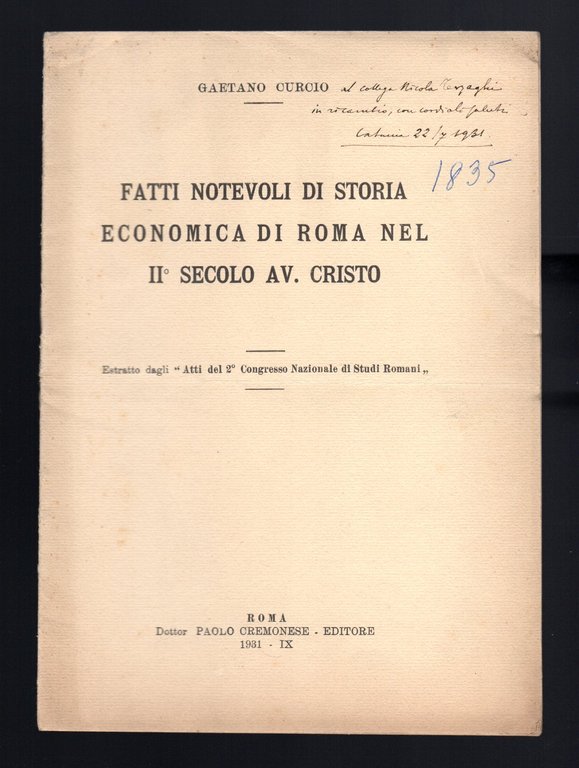 GAETANO CURCIO al collega Nicola Terzaghi
in ricambio, con cordiali saluti
Catania 22/7 1931.
1835
FATTI NOTEVOLI DI STORIA
ECONOMICA DI ROMA NEL
II° SECOLO AV. CRISTO
Estratto dagli "Atti del 2° Congresso Nazionale di Studi Romani„
ROMA
Dottor PAOLO CREMONESE - EDITORE
1931 - IX